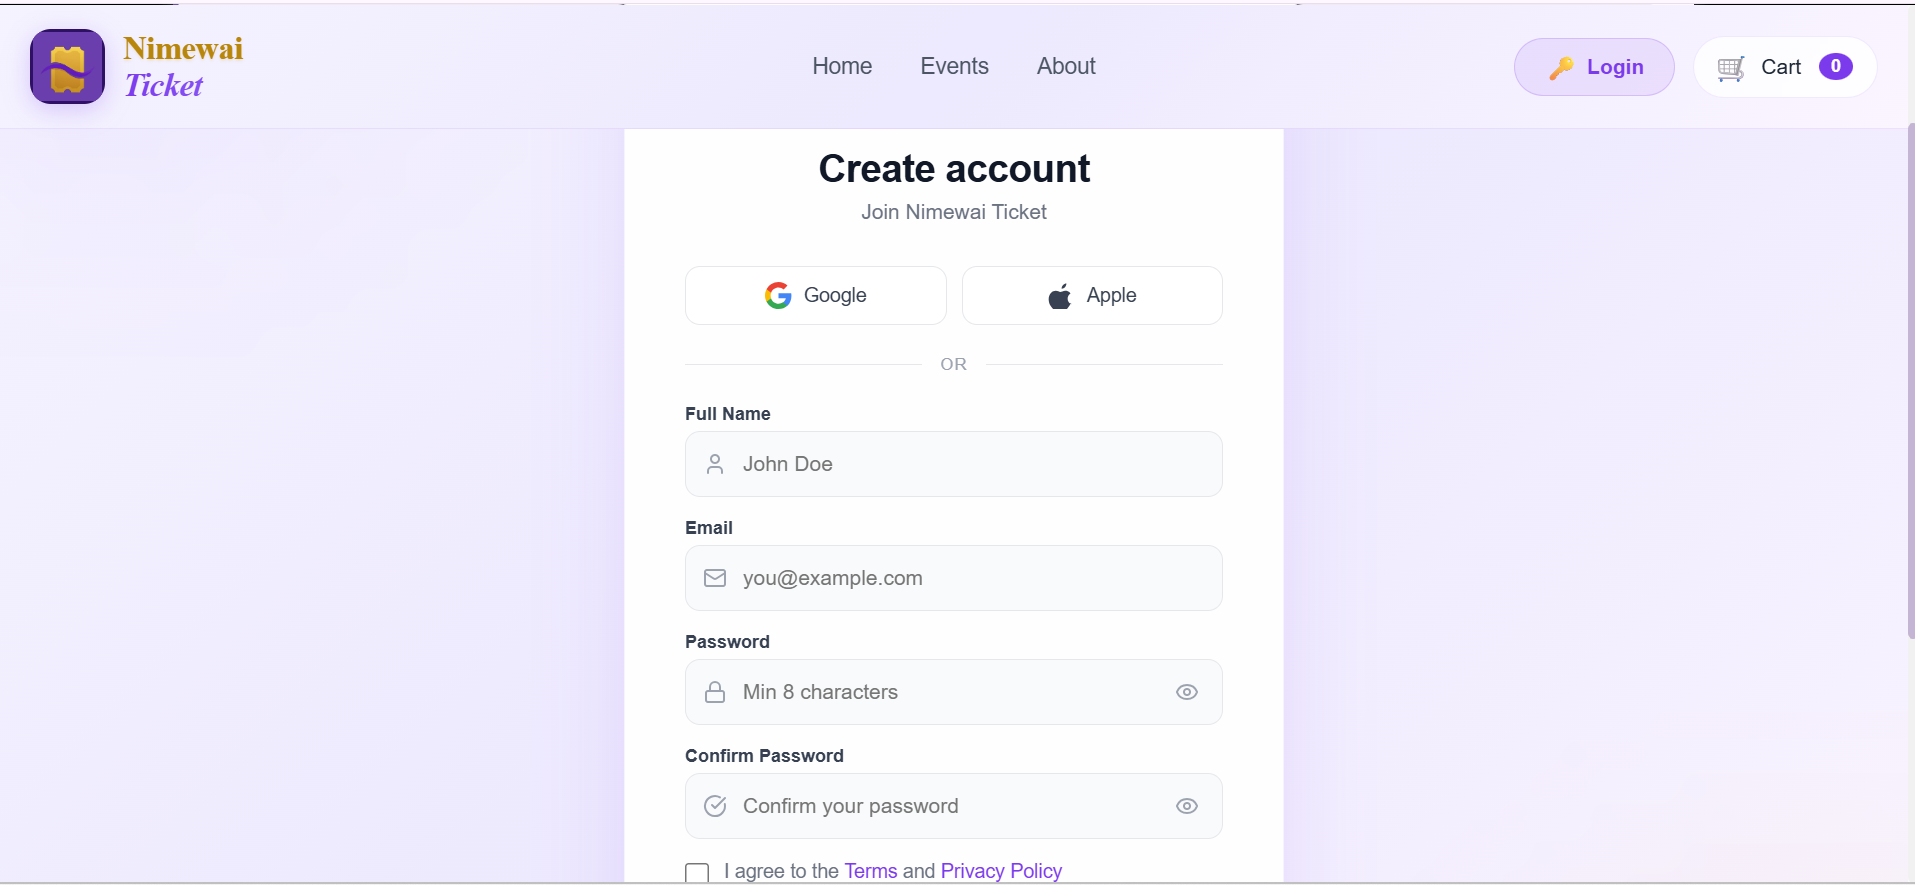 Nimewai
Ticket
Home Events About
Login
Cart 0
Create account
Join Nimewai Ticket
Google
Apple
OR
Full Name
John Doe
Email
you@example.com
Password
Min 8 characters
Confirm Password
Confirm your password
I agree to the Terms and Privacy Policy